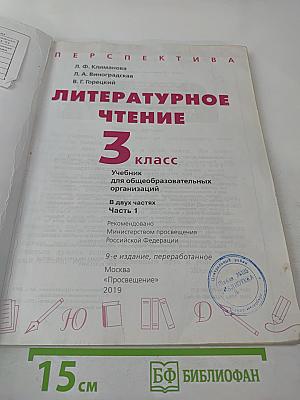 ПЕРСПЕКТИВА
Л. Ф. Климанова
Л. А. Виноградская
В. Г. Горецкий
ЛИТЕРАТУРНОЕ
ЧТЕНИЕ
3 класс
Учебник
для общеобразовательных
организаций
В двух частях
Часть 1
Рекомендовано
Министерством просвещения
Российской Федерации
9-е издание, переработанное
Москва
«Просвещение»
2019
15 см
БФ БИБЛИОФАН